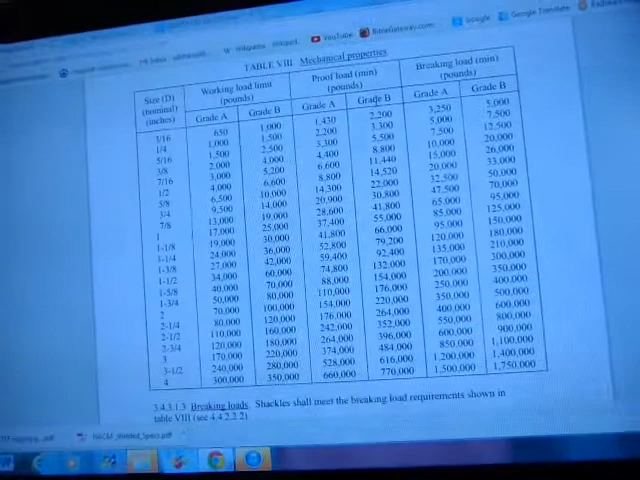 YouTube BibleGateway.com Google Google Translate
TABLE VIII. Mechanical properties
Size (D) (nominal) (inches) Working load limit (pounds) Proof load (min) (pounds) Breaking load (min) (pounds)
Grade A Grade B Grade A Grade B Grade A Grade B
3/16 650 1,000 1,430 2,200 3,250 5,000
1/4 1,000 1,500 2,200 3,300 5,000 7,500
5/16 1,500 2,500 3,300 5,500 7,500 12,500
3/8 2,000 4,000 4,400 8,800 10,000 20,000
7/16 3,000 5,200 6,600 11,440 15,000 26,000
1/2 4,000 6,600 8,800 14,520 20,000 33,000
5/8 6,500 10,000 14,300 22,000 32,500 50,000
3/4 9,500 14,000 20,900 30,800 47,500 70,000
7/8 13,000 19,000 28,600 41,800 65,000 95,000
1 17,000 25,000 37,400 55,000 85,000 125,000
1-1/8 19,000 30,000 41,800 66,000 95,000 150,000
1-1/4 24,000 36,000 52,800 79,200 120,000 180,000
1-3/8 27,000 42,000 59,400 92,400 135,000 210,000
1-1/2 34,000 60,000 74,800 132,000 170,000 300,000
1-5/8 40,000 70,000 88,000 154,000 200,000 350,000
1-3/4 50,000 80,000 110,000 176,000 250,000 400,000
2 70,000 100,000 154,000 220,000 350,000 500,000
2-1/4 80,000 120,000 176,000 264,000 400,000 600,000
2-1/2 110,000 160,000 242,000 352,000 550,000 800,000
2-3/4 120,000 180,000 264,000 396,000 600,000 900,000
3 170,000 220,000 374,000 484,000 850,000 1,100,000
3-1/2 240,000 280,000 528,000 616,000 1,200,000 1,400,000
4 300,000 350,000 660,000 770,000 1,500,000 1,750,000
3.4.3.1.3 Breaking loads. Shackles shall meet the breaking load requirements shown in
table VIII (see 4.4.2.2.2)
NACM_Welded_Specs.pdf